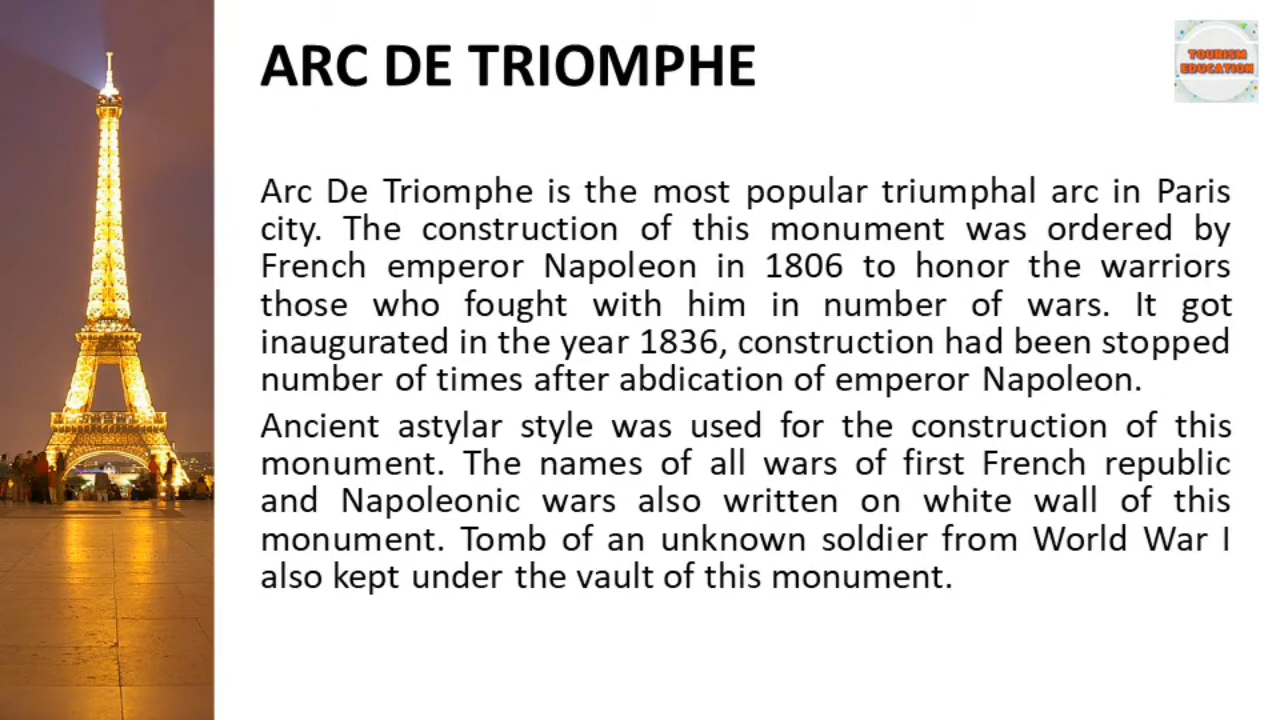 ARC DE TRIOMPHE
TOURISM
EDUCATION
Arc De Triomphe is the most popular triumphal arc in Paris
city. The construction of this monument was ordered by
French emperor Napoleon in 1806 to honor the warriors
those who fought with him in number of wars. It got
inaugurated in the year 1836, construction had been stopped
number of times after abdication of emperor Napoleon.
Ancient astylar style was used for the construction of this
monument. The names of all wars of first French republic
and Napoleonic wars also written on white wall of this
monument. Tomb of an unknown soldier from World War I
also kept under the vault of this monument.